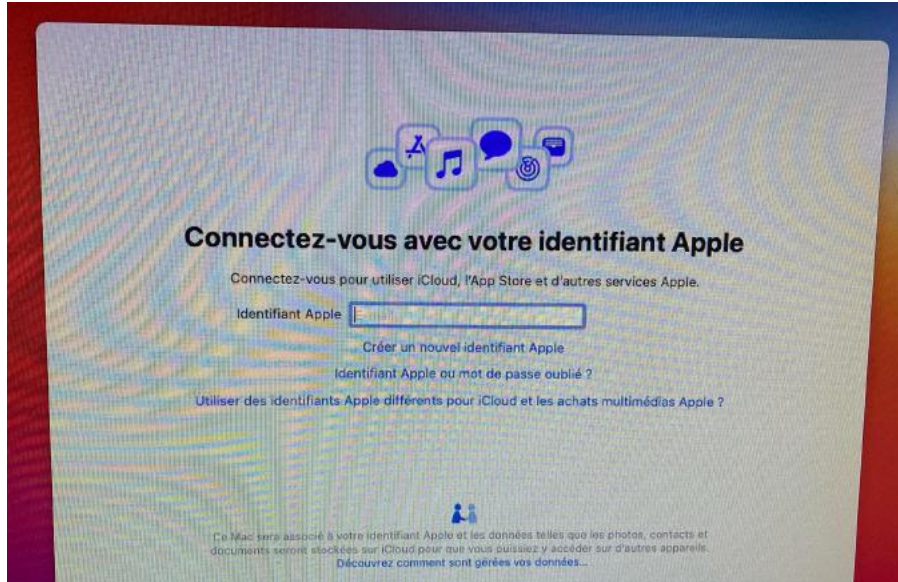 Connectez-vous avec votre identifiant Apple
Connectez-vous pour utiliser iCloud, l'App Store et d'autres services Apple.
Identifiant Apple
Créer un nouvel identifiant Apple
Identifiant Apple ou mot de passe oublié ?
Utiliser des identifiants Apple différents pour iCloud et les achats multimédias Apple ?
Ce Mac sera associé à votre identifiant Apple et les données telles que les photos, contacts et
documents seront stockées sur iCloud pour que vous puissiez y accéder sur d'autres appareils.
Découvrez comment sont gérées vos données...